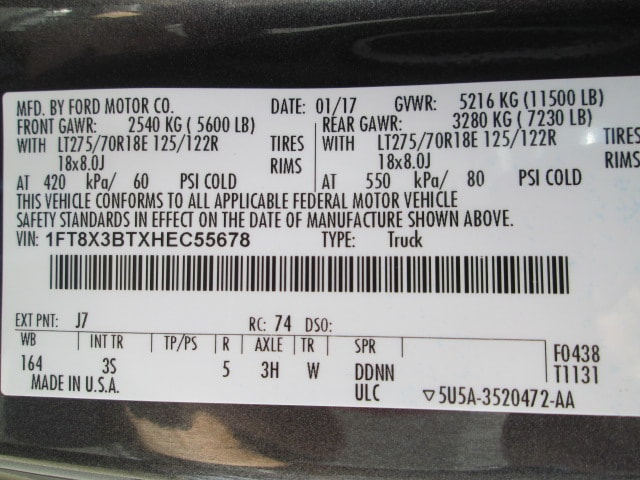 MFD. BY FORD MOTOR CO. DATE: 01/17 GVWR: 5216 KG (11500 LB)
FRONT GAWR: 2540 KG ( 5600 LB) REAR GAWR: 3280 KG ( 7230 LB)
WITH LT275/70R18E 125/122R TIRES WITH LT275/70R18E 125/122R TIRES
18x8.0J RIMS 18x8.0J RIMS
AT 420 kPa/ 60 PSI COLD AT 550 kPa/ 80 PSI COLD
THIS VEHICLE CONFORMS TO ALL APPLICABLE FEDERAL MOTOR VEHICLE
SAFETY STANDARDS IN EFFECT ON THE DATE OF MANUFACTURE SHOWN ABOVE.
VIN: 1FT8X3BTXHEC55678 TYPE: Truck
EXT PNT: J7 RC: 74 DSO:
WB INT TR TP/PS R AXLE TR SPR F0438
164 3S 5 3H W DDNN T1131
MADE IN U.S.A. ULC ▽5U5A-3520472-AA